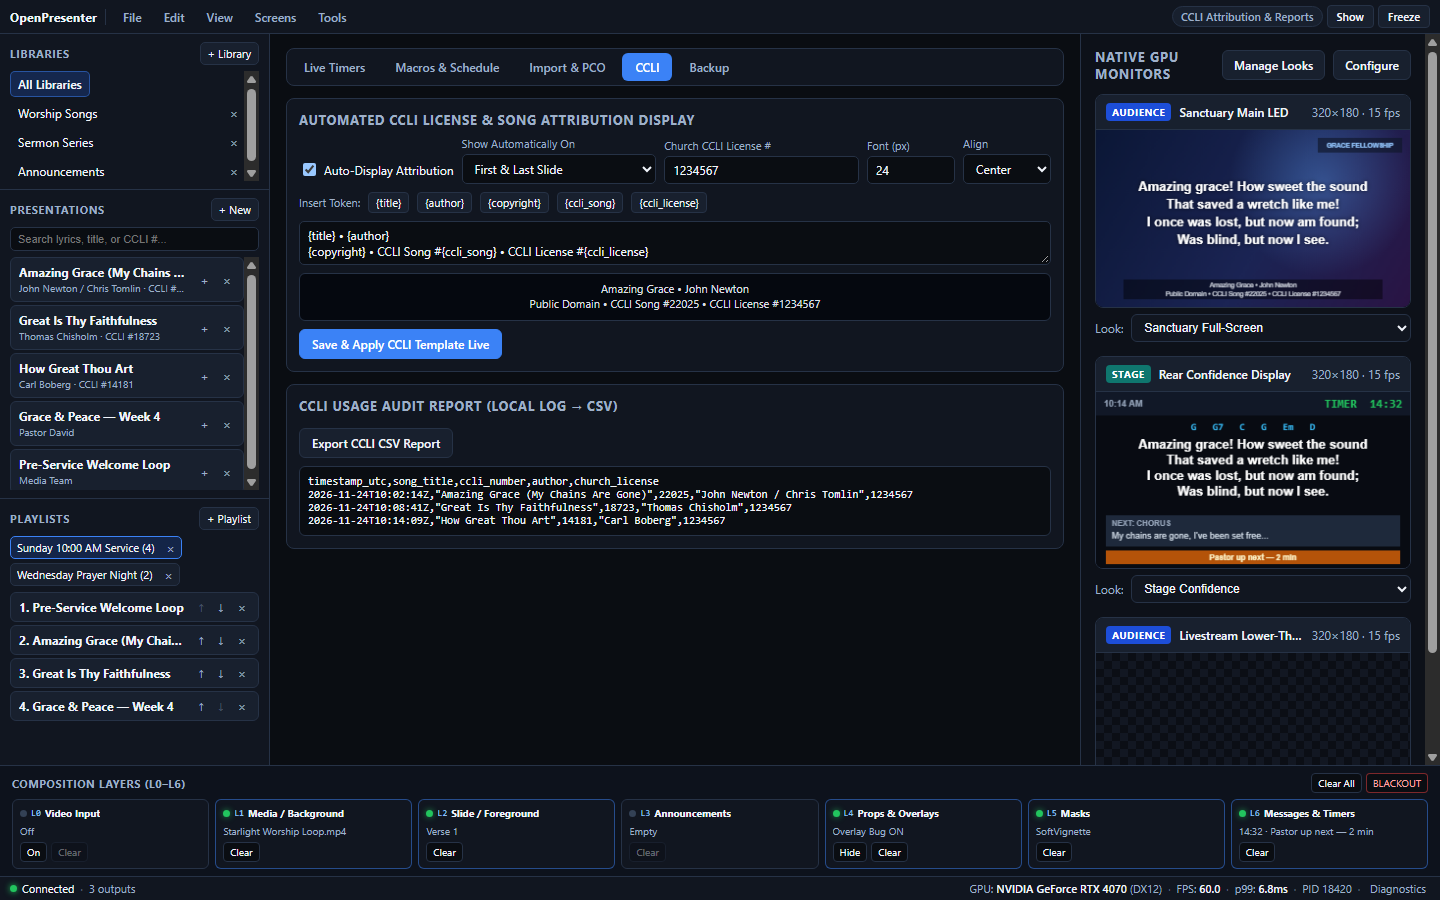 OpenPresenter File Edit View Screens Tools CCLI Attribution & Reports Show Freeze
LIBRARIES + Library
All Libraries
Worship Songs ×
Sermon Series ×
Announcements ×
PRESENTATIONS + New
Search lyrics, title, or CCLI #...
Amazing Grace (My Chains ... + ×
John Newton / Chris Tomlin · CCLI #...
Great Is Thy Faithfulness + ×
Thomas Chisholm · CCLI #18723
How Great Thou Art + ×
Carl Boberg · CCLI #14181
Grace & Peace — Week 4 + ×
Pastor David
Pre-Service Welcome Loop + ×
Media Team
PLAYLISTS + Playlist
Sunday 10:00 AM Service (4) ×
Wednesday Prayer Night (2) ×
1. Pre-Service Welcome Loop ↑ ↓ ×
2. Amazing Grace (My Chai... ↑ ↓ ×
3. Great Is Thy Faithfulness ↑ ↓ ×
4. Grace & Peace — Week 4 ↑ ↓ ×
Live Timers Macros & Schedule Import & PCO CCLI Backup
AUTOMATED CCLI LICENSE & SONG ATTRIBUTION DISPLAY
Auto-Display Attribution
Show Automatically On
First & Last Slide
Church CCLI License #
1234567
Font (px)
24
Align
Center
Insert Token: {title} {author} {copyright} {ccli_song} {ccli_license}
{title} • {author}
{copyright} • CCLI Song #{ccli_song} • CCLI License #{ccli_license}
Amazing Grace • John Newton
Public Domain • CCLI Song #22025 • CCLI License #1234567
Save & Apply CCLI Template Live
CCLI USAGE AUDIT REPORT (LOCAL LOG → CSV)
Export CCLI CSV Report
timestamp_utc,song_title,ccli_number,author,church_license
2026-11-24T10:02:14Z,"Amazing Grace (My Chains Are Gone)",22025,"John Newton / Chris Tomlin",1234567
2026-11-24T10:08:41Z,"Great Is Thy Faithfulness",18723,"Thomas Chisholm",1234567
2026-11-24T10:14:09Z,"How Great Thou Art",14181,"Carl Boberg",1234567
NATIVE GPU
MONITORS
Manage Looks Configure
AUDIENCE Sanctuary Main LED 320×180 · 15 fps
GRACE FELLOWSHIP
Amazing grace! How sweet the sound
That saved a wretch like me!
I once was lost, but now am found;
Was blind, but now I see.
Amazing Grace • John Newton
Public Domain • CCLI Song #22025 • CCLI License #1234567
Look: Sanctuary Full-Screen
STAGE Rear Confidence Display 320×180 · 15 fps
10:14 AM TIMER 14:32
G G7 C G Em D
Amazing grace! How sweet the sound
That saved a wretch like me!
I once was lost, but now am found;
Was blind, but now I see.
NEXT: CHORUS
My chains are gone, I've been set free...
Pastor up next — 2 min
Look: Stage Confidence
AUDIENCE Livestream Lower-Th... 320×180 · 15 fps
COMPOSITION LAYERS (L0–L6) Clear All BLACKOUT
L0 Video Input
Off
On Clear
L1 Media / Background
Starlight Worship Loop.mp4
Clear
L2 Slide / Foreground
Verse 1
Clear
L3 Announcements
Empty
Clear
L4 Props & Overlays
Overlay Bug ON
Hide Clear
L5 Masks
SoftVignette
Clear
L6 Messages & Timers
14:32 · Pastor up next — 2 min
Clear
Connected · 3 outputs GPU: NVIDIA GeForce RTX 4070 (DX12) · FPS: 60.0 · p99: 6.8ms · PID 18420 · Diagnostics